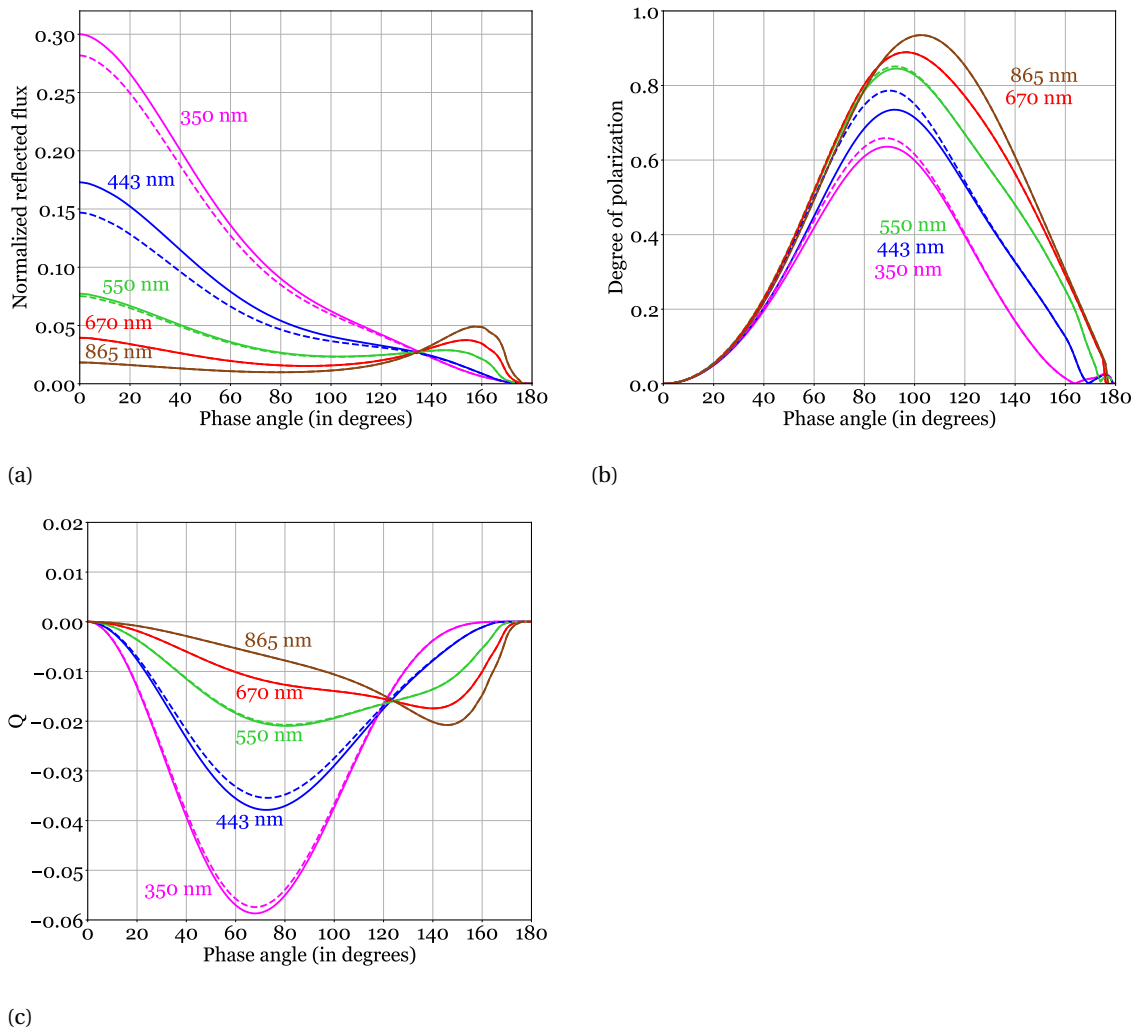 0.30
0.25
0.20
0.15
0.10
0.05
0.00
Normalized reflected flux
350 nm
443 nm
550 nm
670 nm
865 nm
0 20 40 60 80 100 120 140 160 180
Phase angle (in degrees)
(a)
1.0
0.8
0.6
0.4
0.2
0.0
Degree of polarization
865 nm
670 nm
550 nm
443 nm
350 nm
0 20 40 60 80 100 120 140 160 180
Phase angle (in degrees)
(b)
0.02
0.01
0.00
−0.01
−0.02
−0.03
−0.04
−0.05
−0.06
Q
865 nm
670 nm
550 nm
443 nm
350 nm
0 20 40 60 80 100 120 140 160 180
Phase angle (in degrees)
(c)